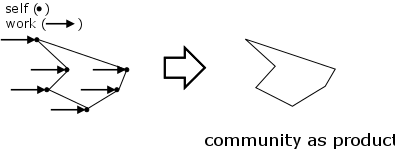 self (•)
work (→)
community as product